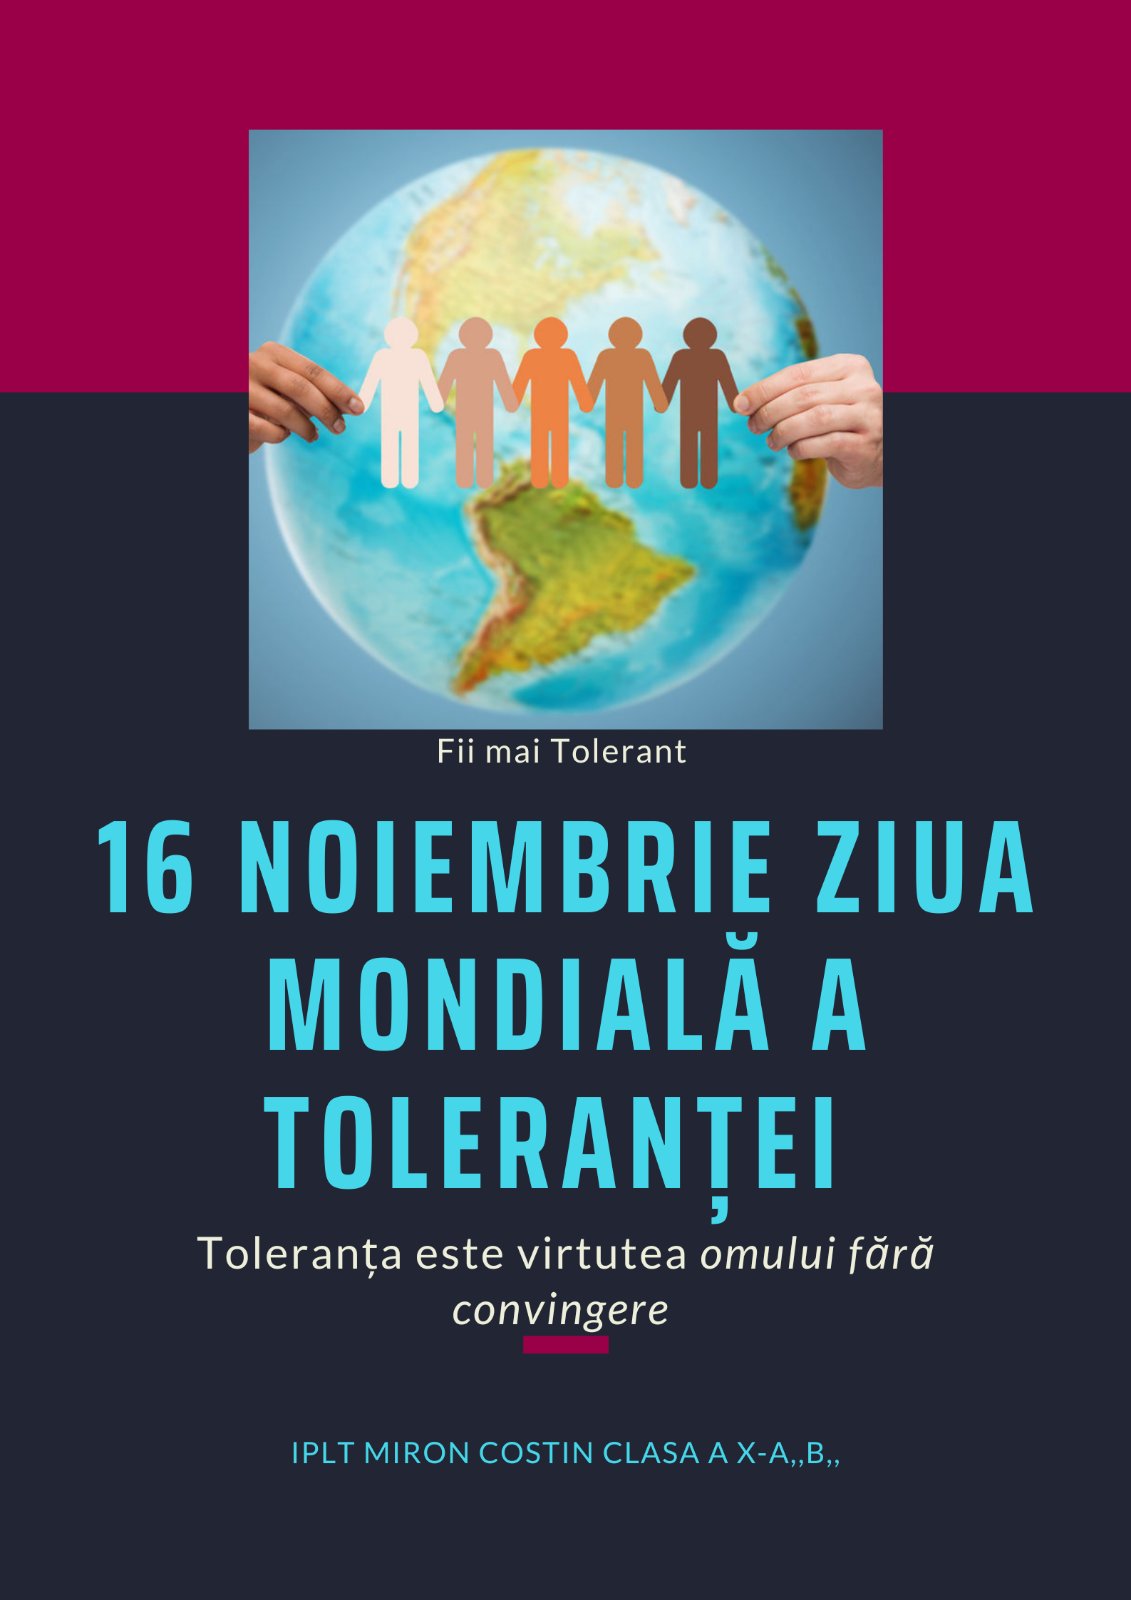 Fii mai Tolerant
16 NOIEMBRIE ZIUA
MONDIALĂ A
TOLERANȚEI
Toleranța este virtutea omului fără
convingere
IPLT MIRON COSTIN CLASA A X-A,,B,,